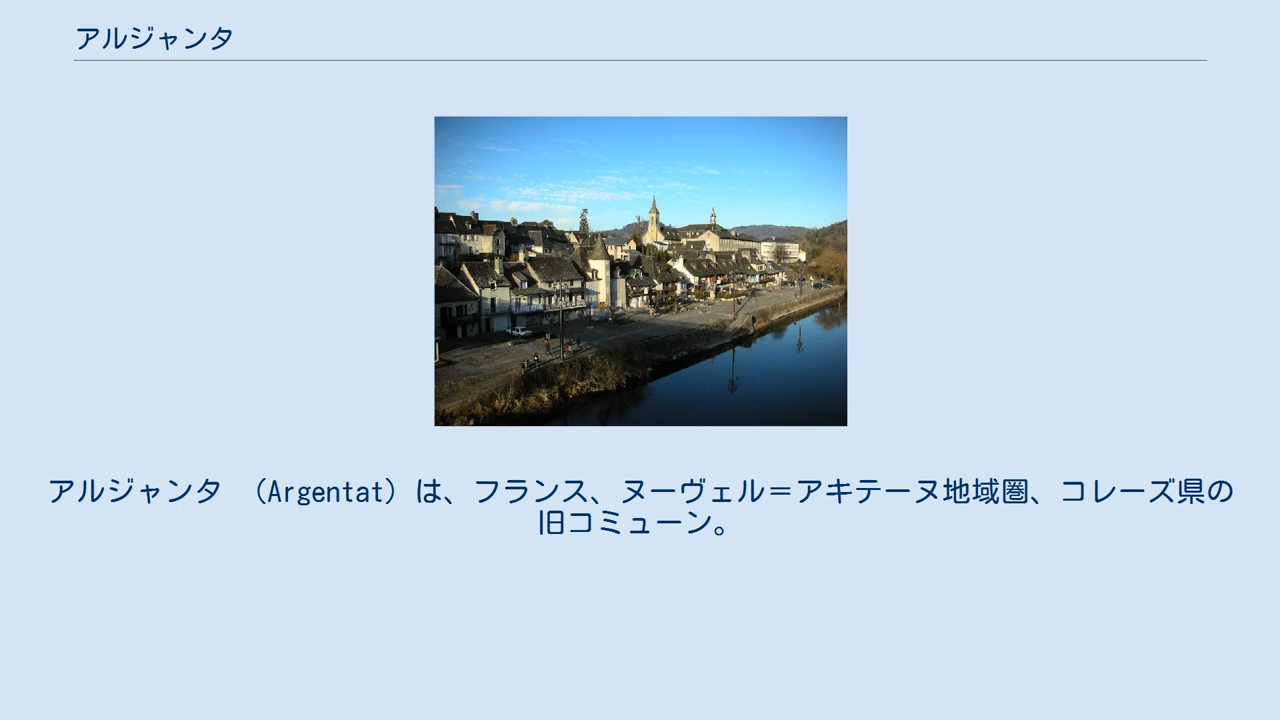 アルジャンタ
アルジャンタ （Argentat）は、フランス、ヌーヴェル＝アキテーヌ地域圏、コレーズ県の
旧コミューン。